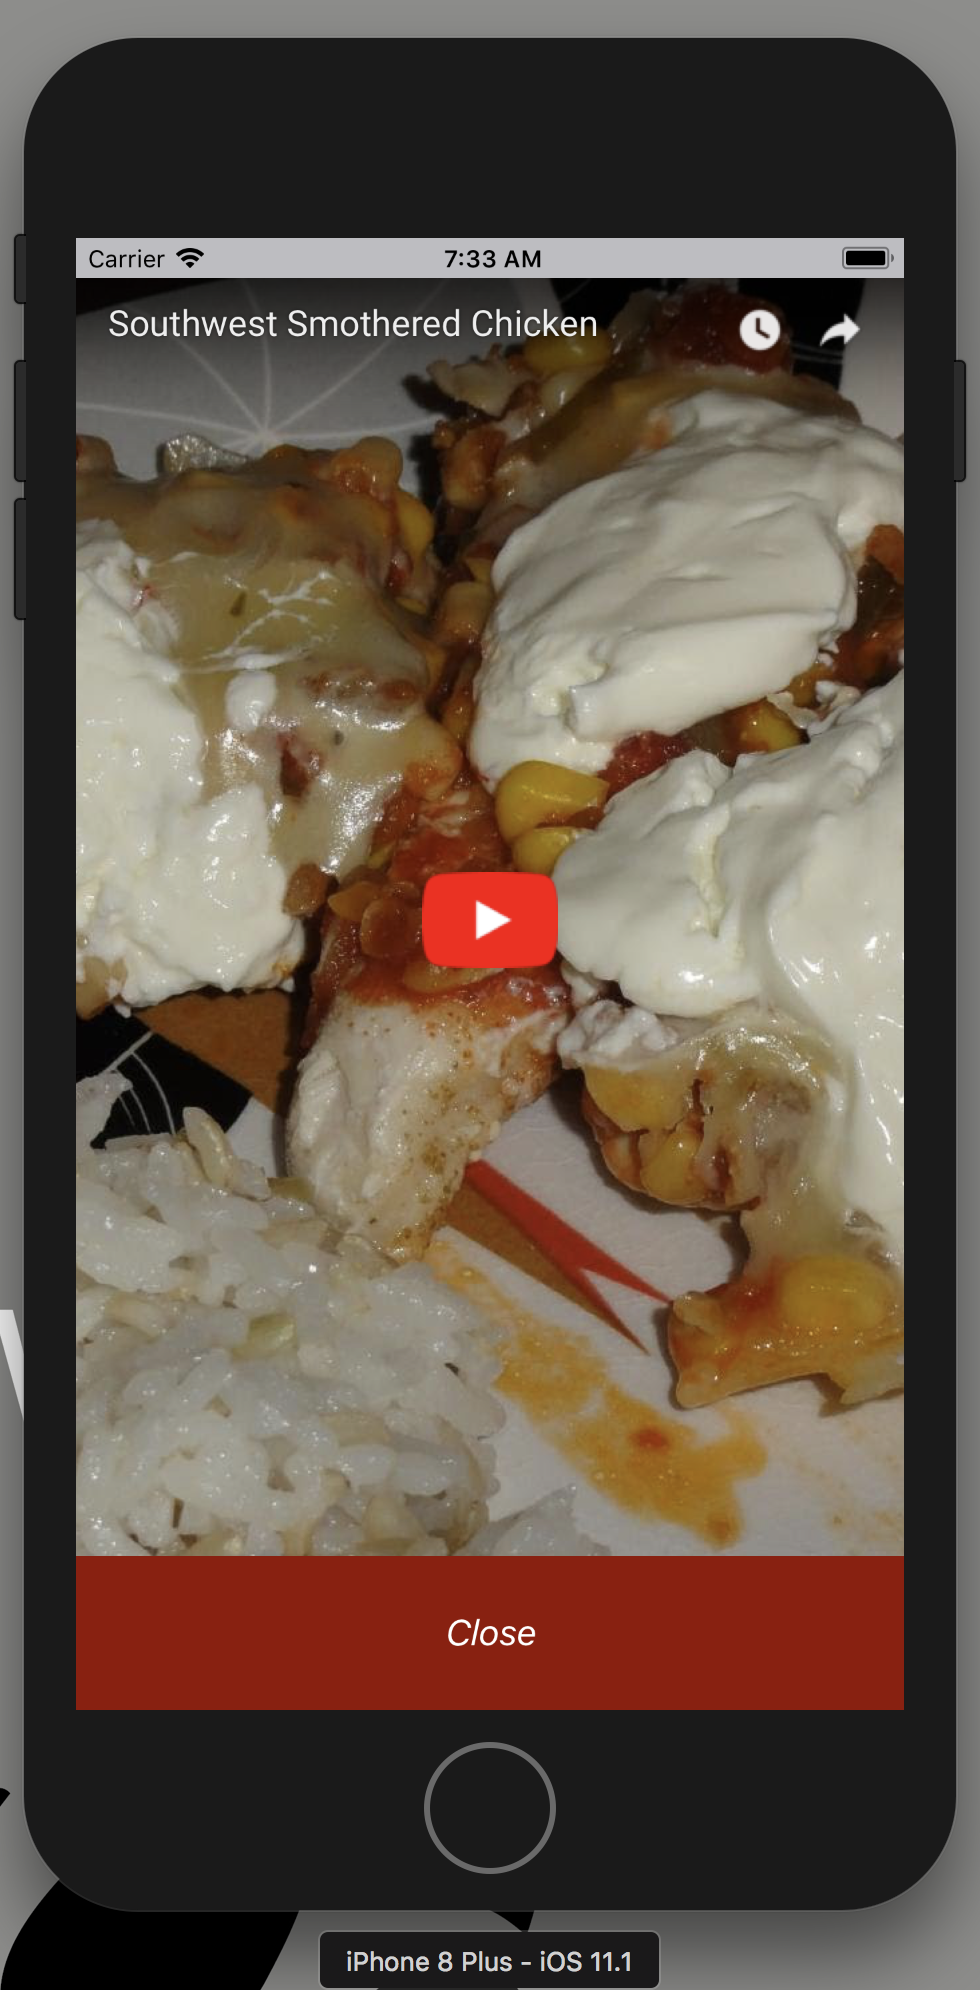 Carrier 7:33 AM
Southwest Smothered Chicken
Close
iPhone 8 Plus - iOS 11.1